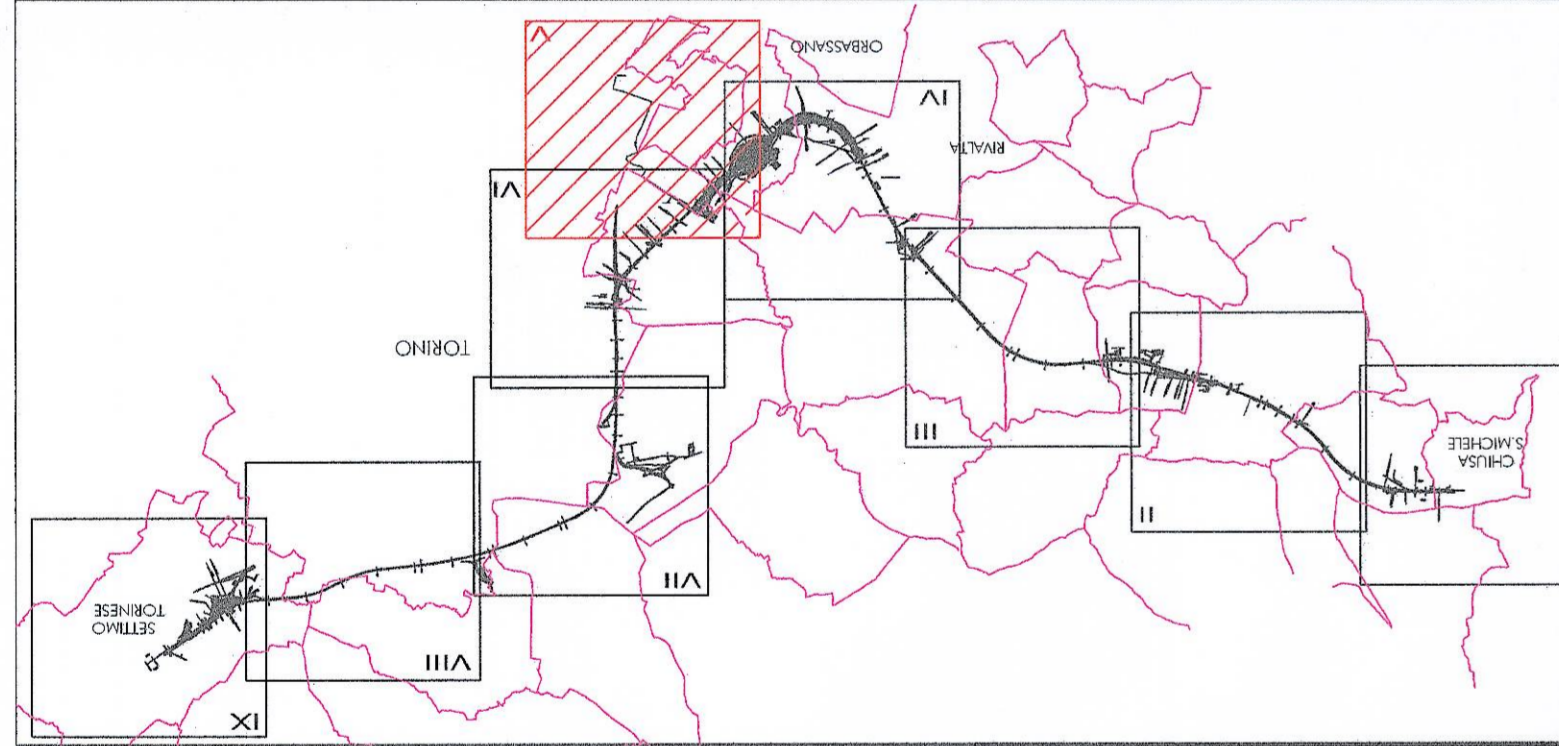 IX
VIII
SETTIMO
TORINESE
VII
II
CHIUSA
S.MICHELE
III
TORINO
VI
RIVALTA
IV
ORBASSANO
V